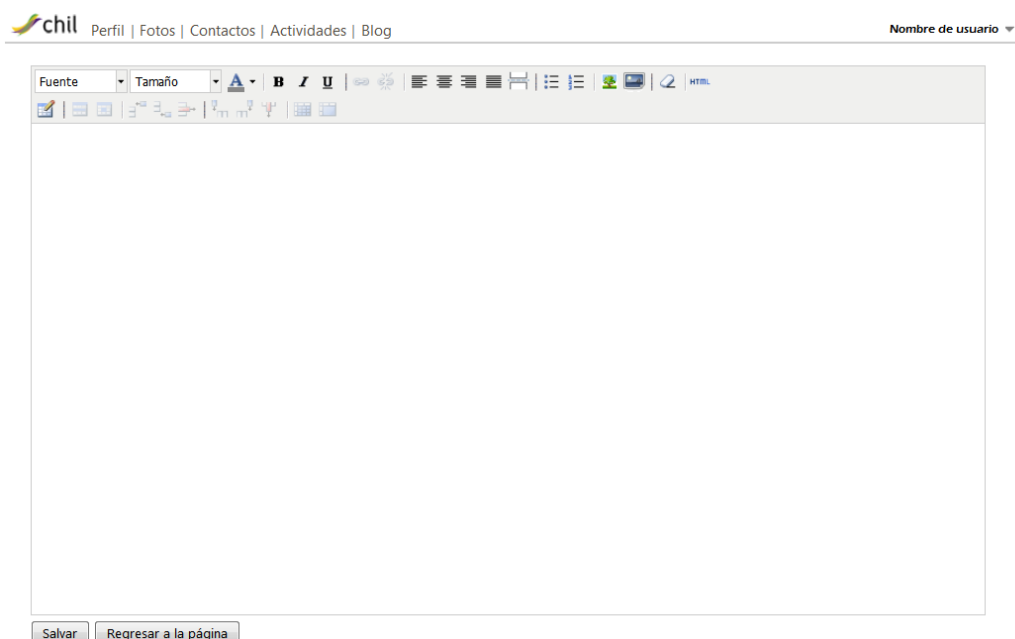 chil Perfil | Fotos | Contactos | Actividades | Blog Nombre de usuario
Fuente Tamaño A B I U HTML
Salvar Regresar a la página